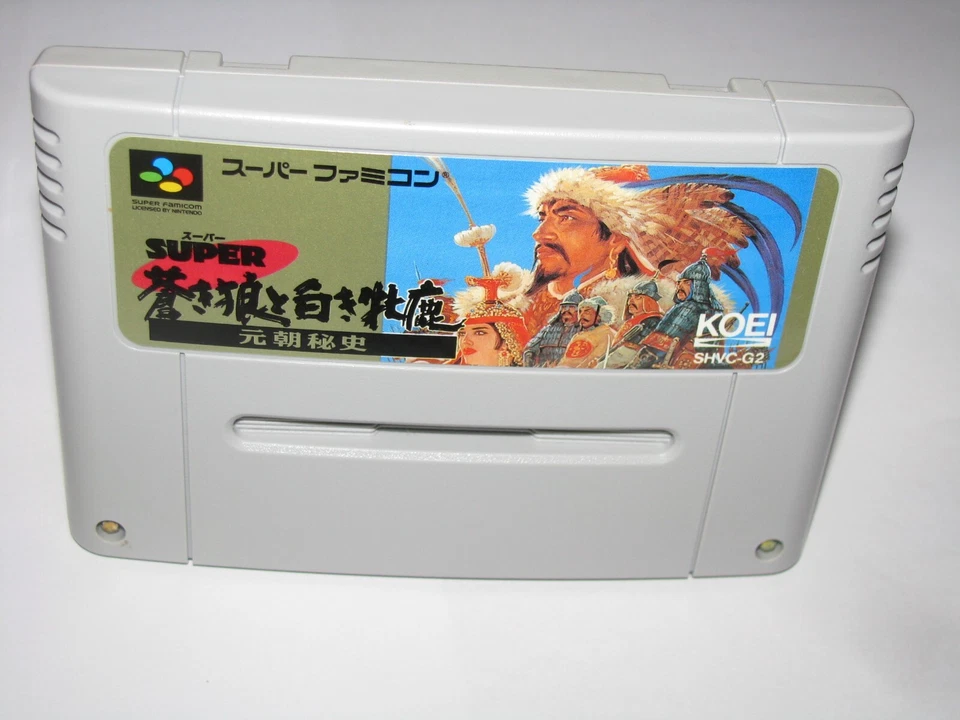 スーパーファミコン®
SUPER FAMICOM
LICENSED BY NINTENDO
スーパー
SUPER
蒼き狼と白き牝鹿
元朝秘史
KOEI
SHVC-G2